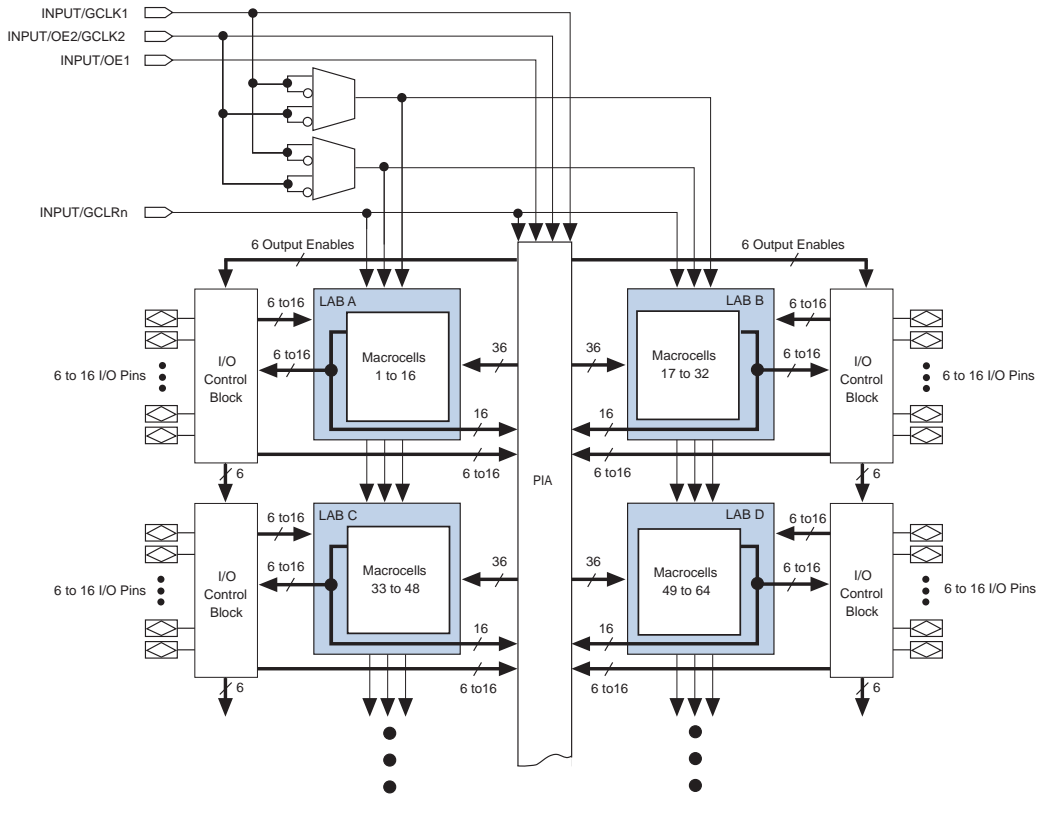 INPUT/GCLK1
INPUT/OE2/GCLK2
INPUT/OE1
INPUT/GCLRn
6 Output Enables
6 Output Enables
6 to16
LAB A
LAB B
6 to16
6 to 16 I/O Pins
I/O
Control
Block
6 to16
Macrocells
1 to 16
36
36
Macrocells
17 to 32
6 to16
I/O
Control
Block
6 to 16 I/O Pins
16
16
6 to16
6 to16
6
PIA
6
6 to16
LAB C
LAB D
6 to16
6 to 16 I/O Pins
I/O
Control
Block
6 to16
Macrocells
33 to 48
36
36
Macrocells
49 to 64
6 to16
I/O
Control
Block
6 to 16 I/O Pins
16
16
6 to16
6 to16
6
6